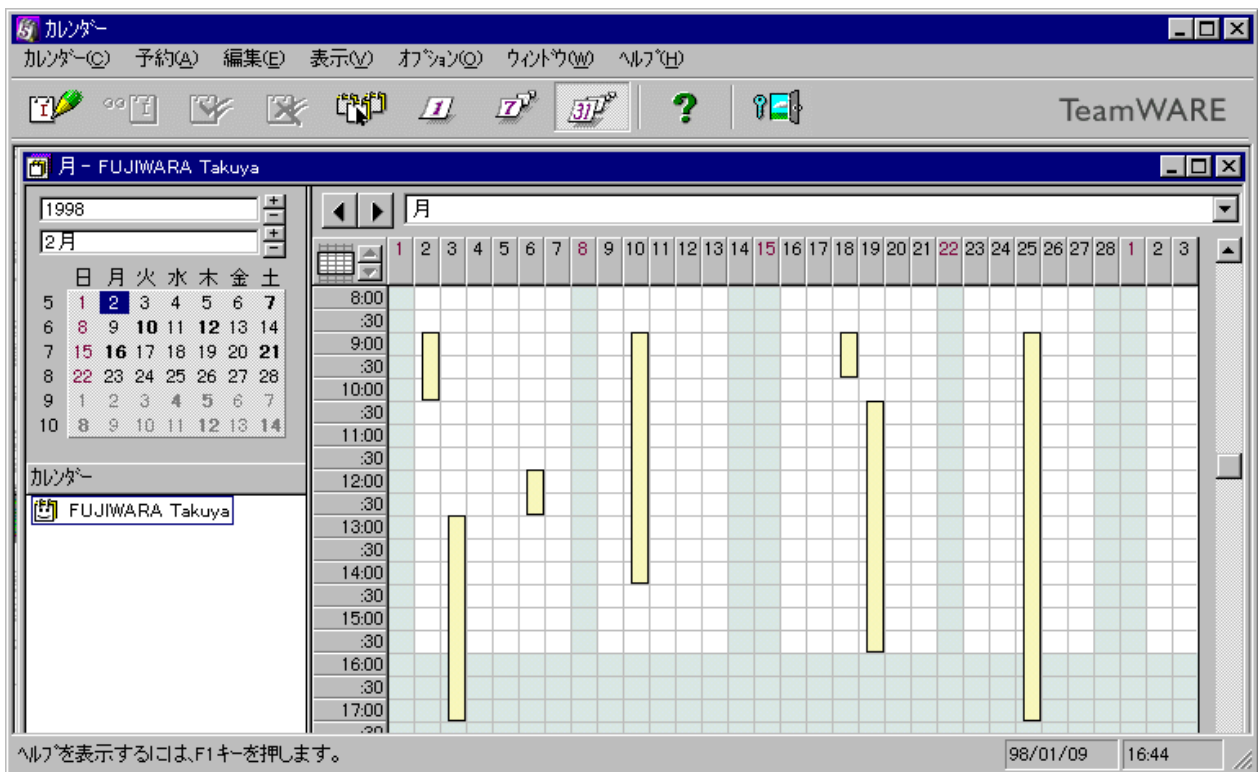 カレンダー
カレンダー(C) 予約(A) 編集(E) 表示(V) オプション(O) ウィンドウ(W) ヘルプ(H)
1 7 31 ? TeamWARE
月 - FUJIWARA Takuya
1998
2月
日 月 火 水 木 金 土
5 1 2 3 4 5 6 7
6 8 9 10 11 12 13 14
7 15 16 17 18 19 20 21
8 22 23 24 25 26 27 28
9 1 2 3 4 5 6 7
10 8 9 10 11 12 13 14
カレンダー
FUJIWARA Takuya
月
1 2 3 4 5 6 7 8 9 10 11 12 13 14 15 16 17 18 19 20 21 22 23 24 25 26 27 28 1 2 3
8:00
:30
9:00
:30
10:00
:30
11:00
:30
12:00
:30
13:00
:30
14:00
:30
15:00
:30
16:00
:30
17:00
:30
ヘルプを表示するには、F1キーを押します。
98/01/09 16:44